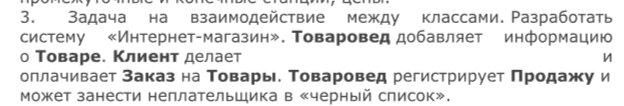 промежуточные и конечные станции, цены.
3. Задача на взаимодействие между классами. Разработать
систему «Интернет-магазин». Товаровед добавляет информацию
о Товаре. Клиент делает и
оплачивает Заказ на Товары. Товаровед регистрирует Продажу и
может занести неплательщика в «черный список».